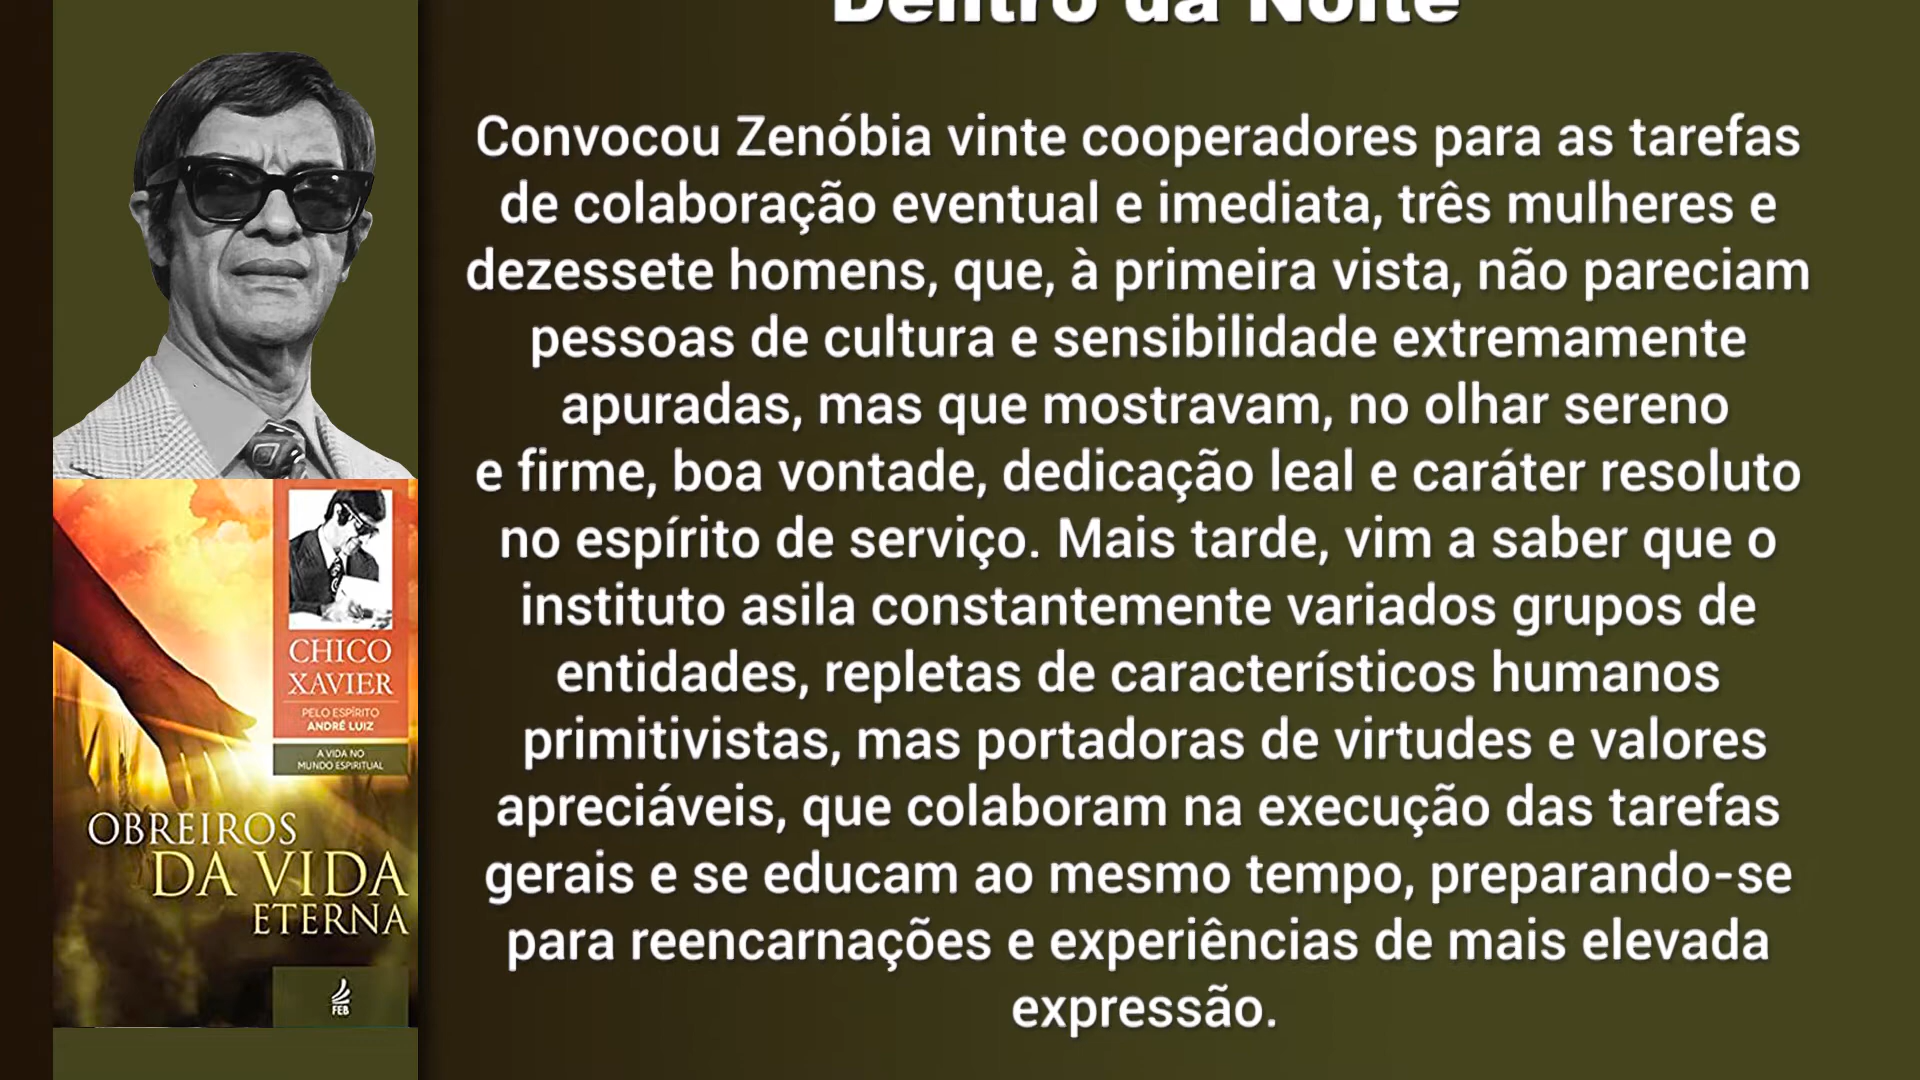 Dentro da Noite
Convocou Zenóbia vinte cooperadores para as tarefas
de colaboração eventual e imediata, três mulheres e
dezessete homens, que, à primeira vista, não pareciam
pessoas de cultura e sensibilidade extremamente
apuradas, mas que mostravam, no olhar sereno
e firme, boa vontade, dedicação leal e caráter resoluto
no espírito de serviço. Mais tarde, vim a saber que o
instituto asila constantemente variados grupos de
entidades, repletas de característicos humanos
primitivistas, mas portadoras de virtudes e valores
apreciáveis, que colaboram na execução das tarefas
gerais e se educam ao mesmo tempo, preparando-se
para reencarnações e experiências de mais elevada
expressão.
CHICO
XAVIER
PELO ESPÍRITO
ANDRÉ LUIZ
A VIDA NO
MUNDO ESPIRITUAL
OBREIROS
DA VIDA
ETERNA
FEB